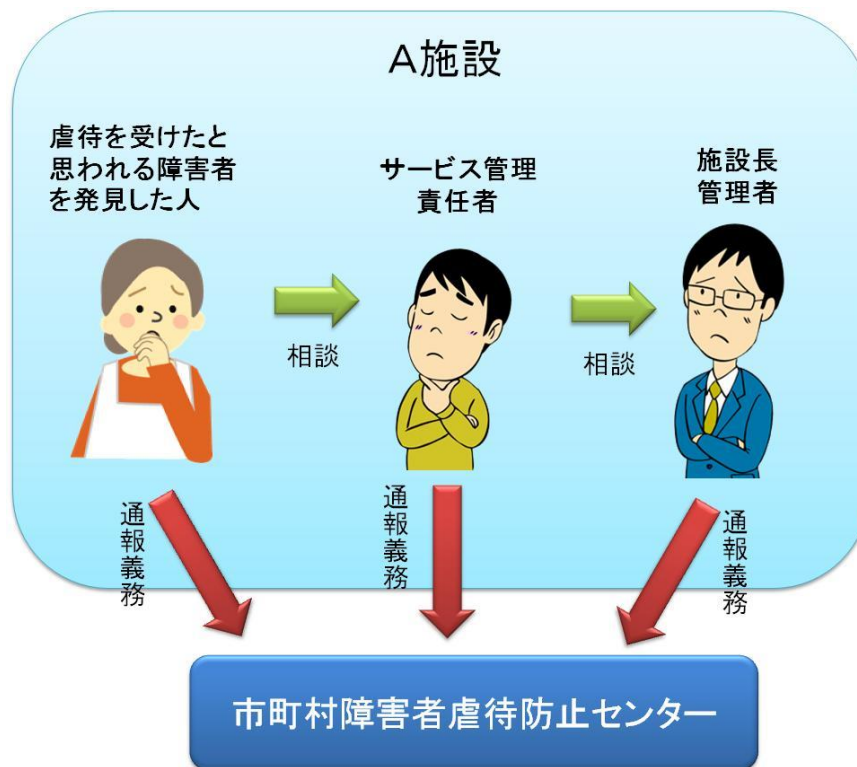 A施設
虐待を受けたと
思われる障害者
を発見した人
サービス管理
責任者
施設長
管理者
相談
相談
通報義務
通報義務
通報義務
市町村障害者虐待防止センター